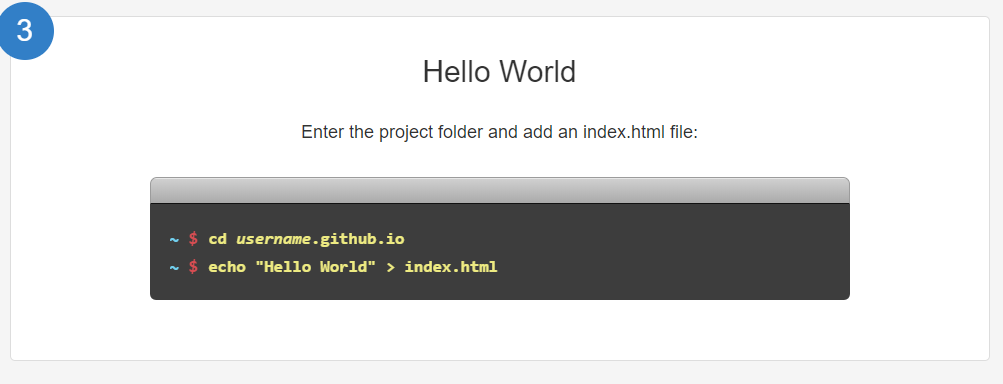 3
Hello World
Enter the project folder and add an index.html file:
~ $ cd username.github.io
~ $ echo "Hello World" > index.html